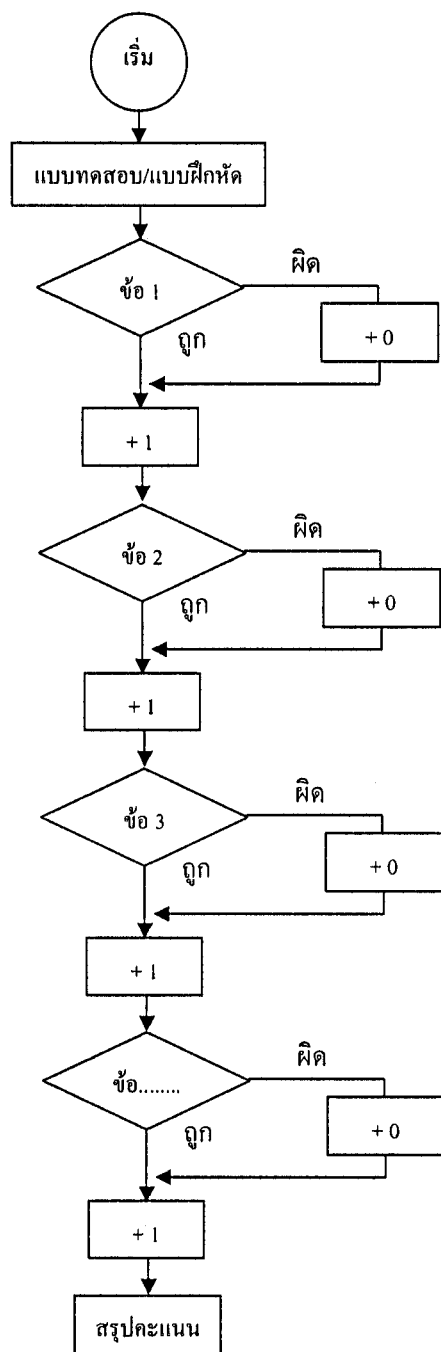 เริ่ม
แบบทดสอบ/แบบฝึกหัด
ผิด
ข้อ 1
+ 0
ถูก
+ 1
ผิด
ข้อ 2
+ 0
ถูก
+ 1
ผิด
ข้อ 3
+ 0
ถูก
+ 1
ผิด
ข้อ........
+ 0
ถูก
+ 1
สรุปคะแนน